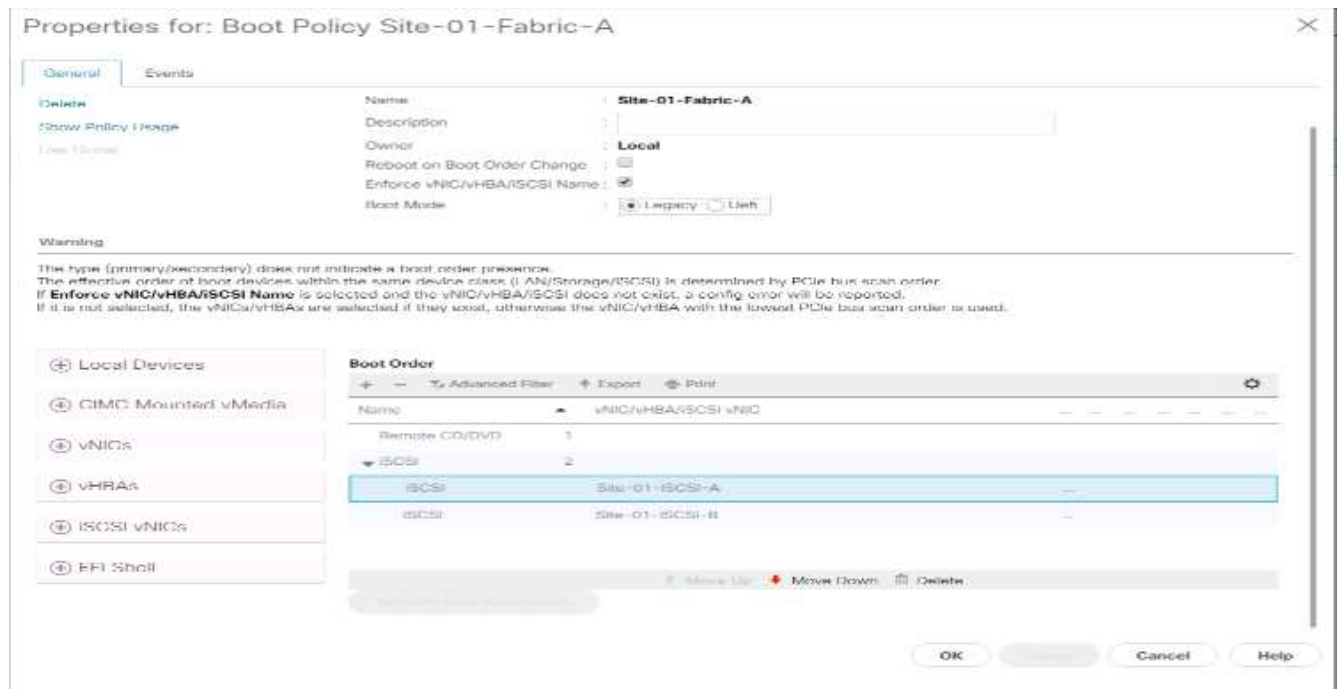 Properties for: Boot Policy Site-01-Fabric-A
General Events
Delete
Show Policy Usage
Use Global
Name : Site-01-Fabric-A
Description :
Owner : Local
Reboot on Boot Order Change :
Enforce vNIC/vHBA/iSCSI Name :
Boot Mode : Legacy Uefi
Warning
The type (primary/secondary) does not indicate a boot order presence.
The effective order of boot devices within the same device class (LAN/Storage/iSCSI) is determined by PCIe bus scan order.
If Enforce vNIC/vHBA/iSCSI Name is selected and the vNIC/vHBA/iSCSI does not exist, a config error will be reported.
If it is not selected, the vNICs/vHBAs are selected if they exist, otherwise the vNIC/vHBA with the lowest PCIe bus scan order is used.
Local Devices
CIMC Mounted vMedia
vNICs
vHBAs
iSCSI vNICs
EFI Shell
Boot Order
+ − Advanced Filter Export Print
Name vNIC/vHBA/iSCSI vNIC
Remote CD/DVD 1
iSCSI 2
iSCSI Site-01-iSCSI-A
iSCSI Site-01-iSCSI-B
Move Up Move Down Delete
OK Cancel Help